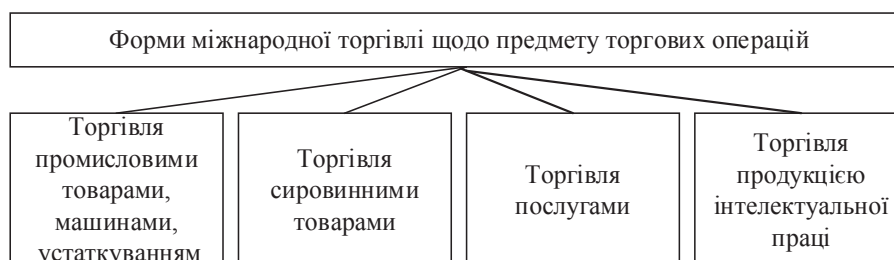 Форми міжнародної торгівлі щодо предмету торгових операцій
Торгівля
промисловими
товарами,
машинами,
устаткуванням
Торгівля
сировинними
товарами
Торгівля
послугами
Торгівля
продукцією
інтелектуальної
праці